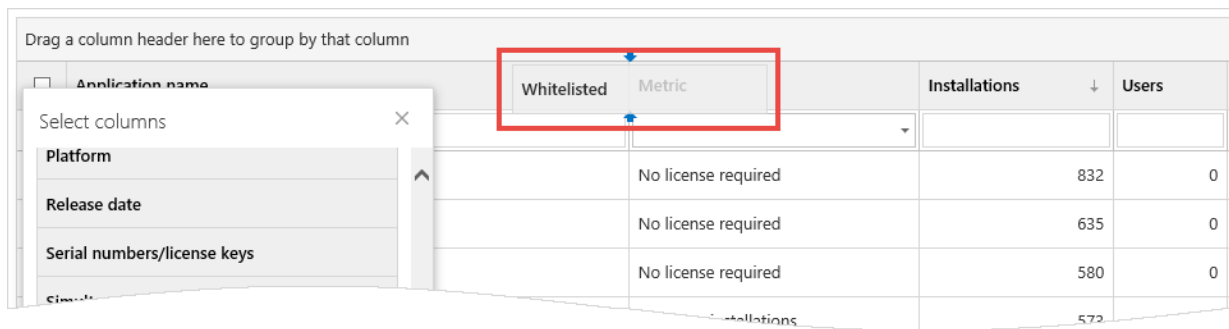 Drag a column header here to group by that column
Application name Whitelisted Metric Installations ↓ Users
Select columns ×
Platform
Release date
Serial numbers/license keys
No license required 832 0
No license required 635 0
No license required 580 0
installations 573